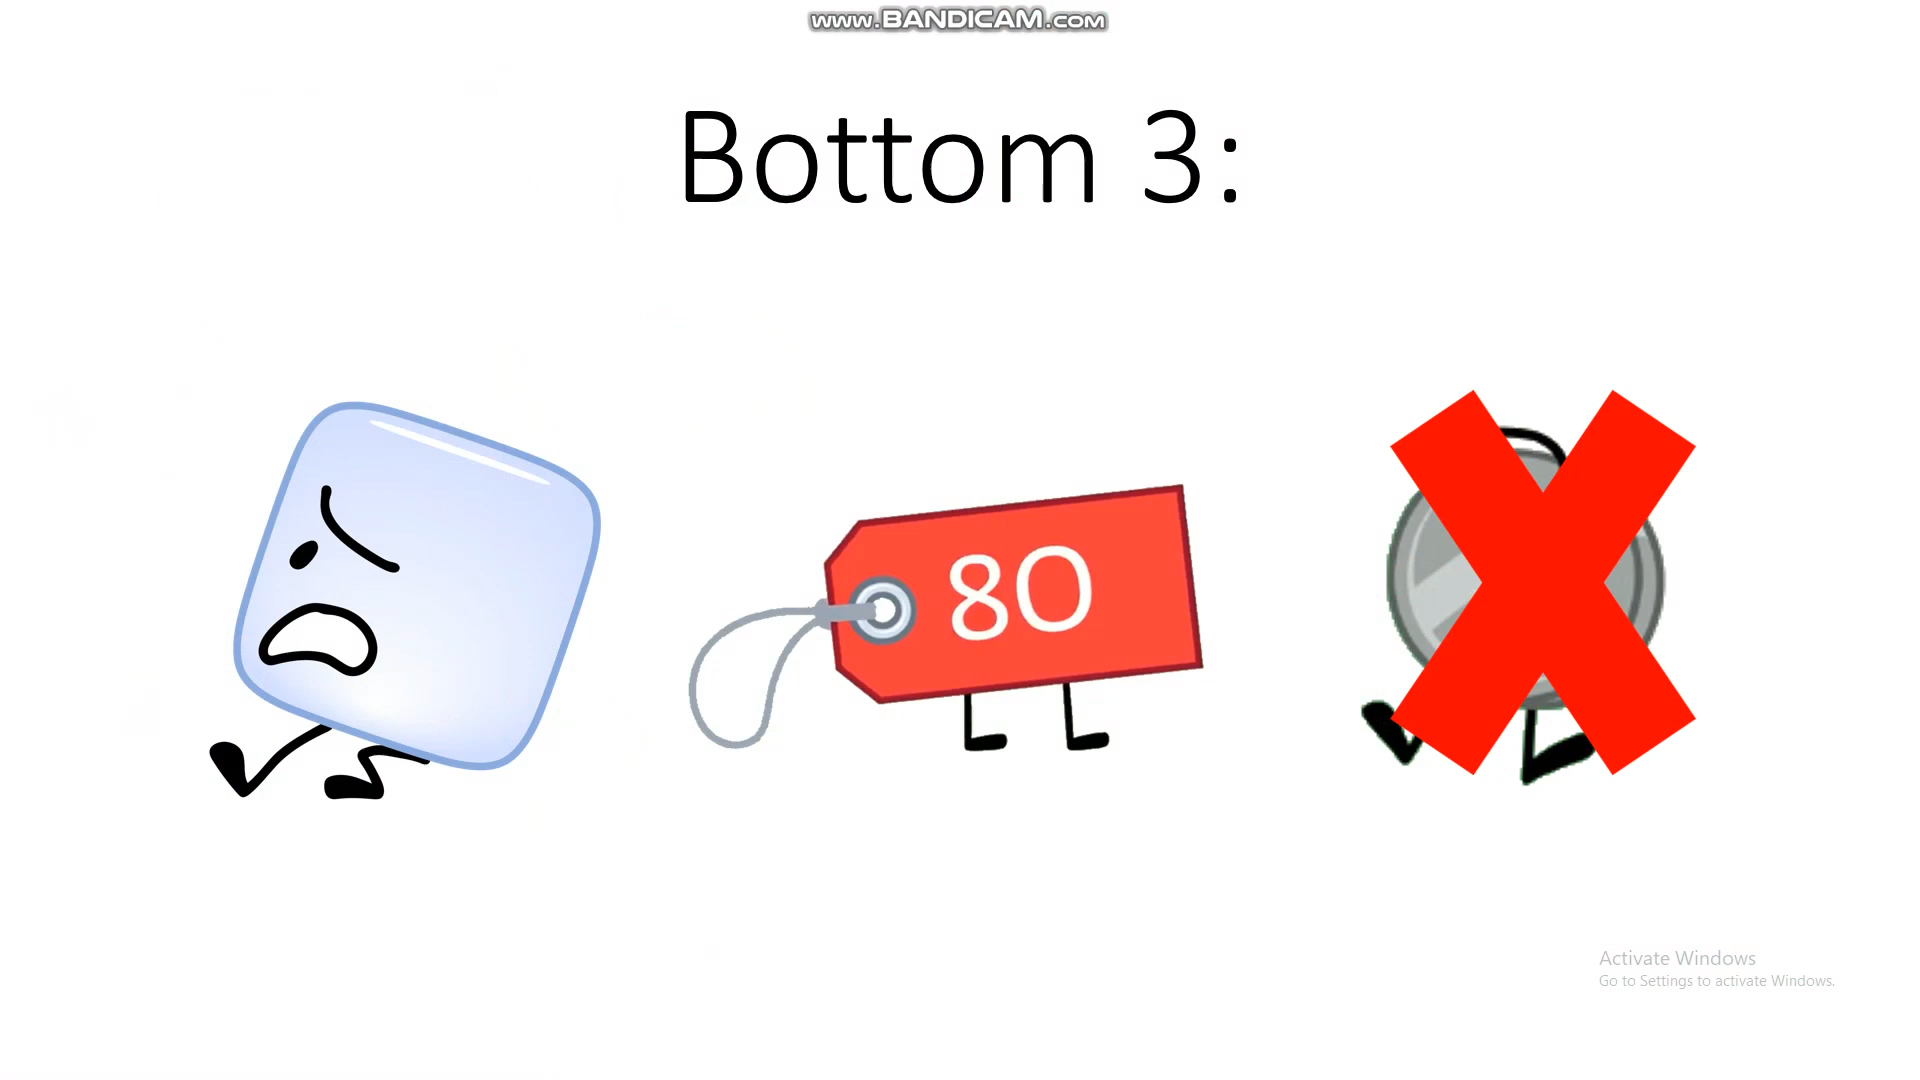 www.BANDICAM.com
Bottom 3:
80
Activate Windows
Go to Settings to activate Windows.